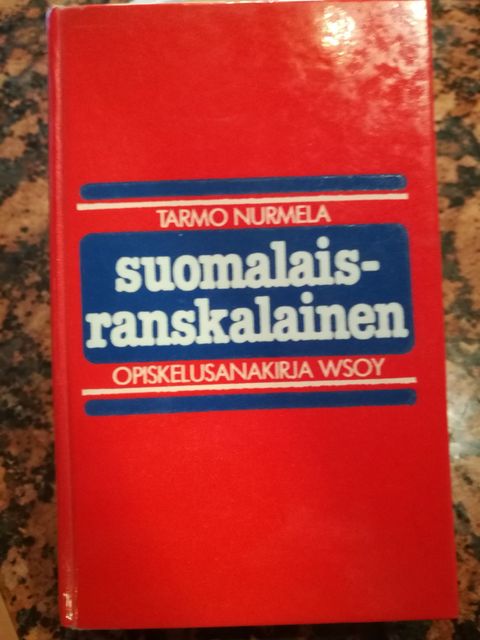 TARMO NURMELA
suomalais-
ranskalainen
OPISKELUSANAKIRJA WSOY